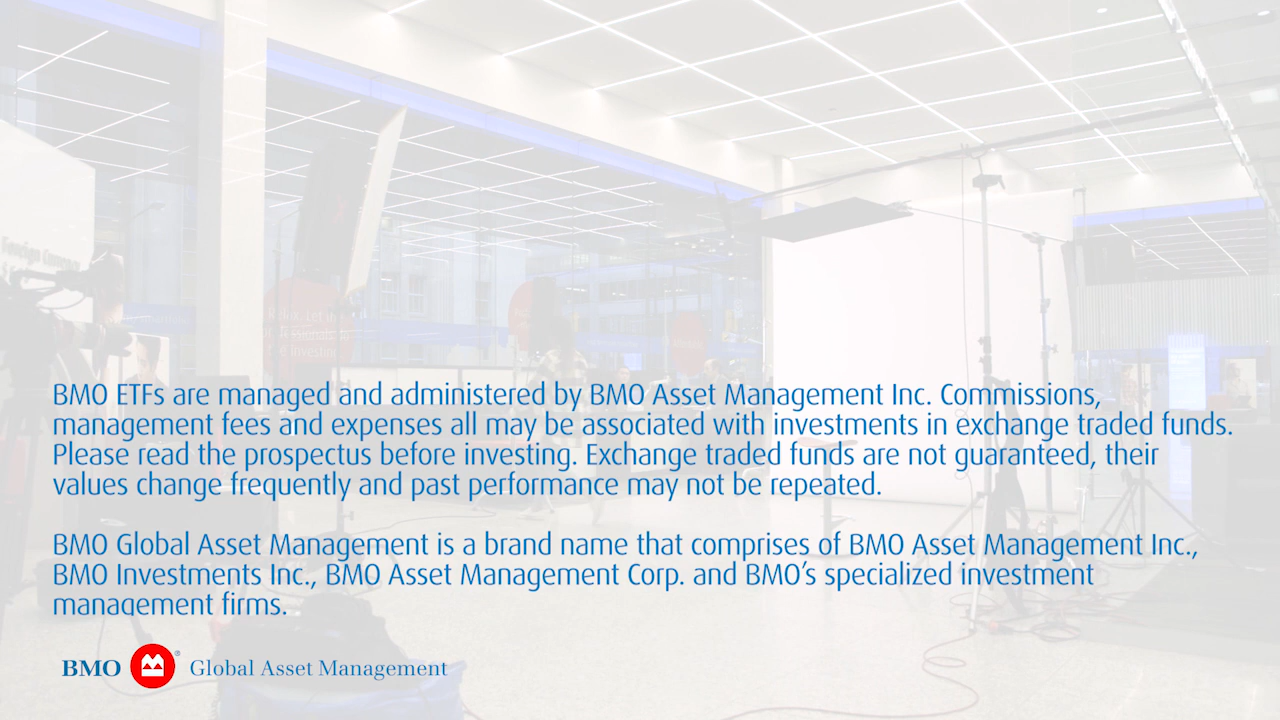 Foreign
BMO ETFs are managed and administered by BMO Asset Management Inc. Commissions,
management fees and expenses all may be associated with investments in exchange traded funds.
Please read the prospectus before investing. Exchange traded funds are not guaranteed, their
values change frequently and past performance may not be repeated.
BMO Global Asset Management is a brand name that comprises of BMO Asset Management Inc.,
BMO Investments Inc., BMO Asset Management Corp. and BMO’s specialized investment
management firms.
BMO ® Global Asset Management